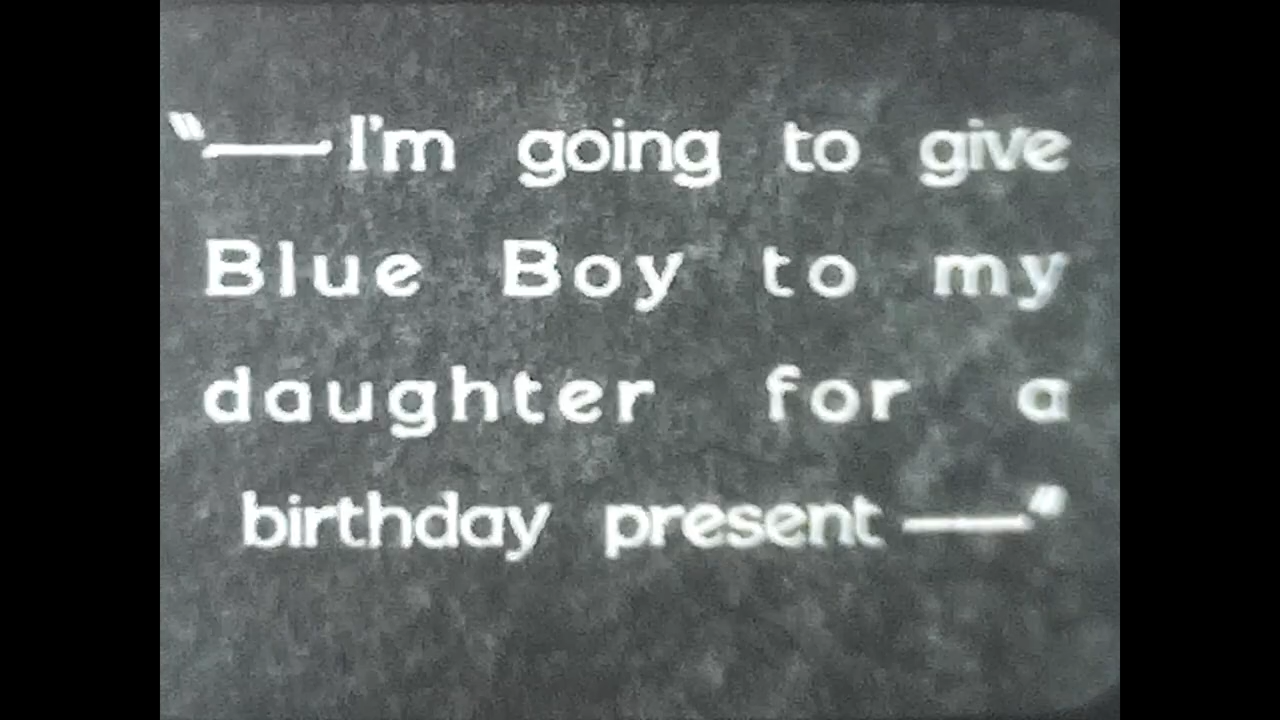 "—I'm going to give
Blue Boy to my
daughter for a
birthday present—"